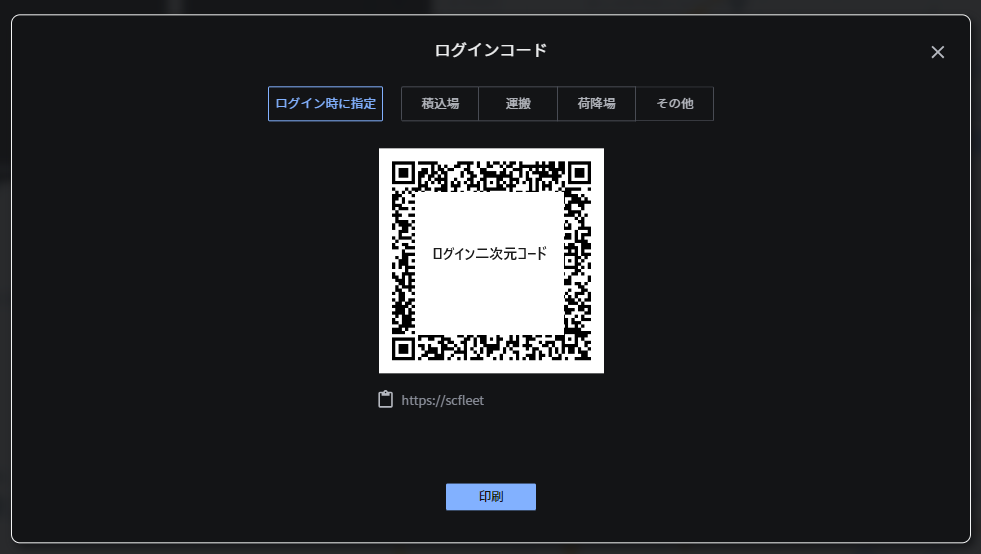 ログインコード
ログイン時に指定 積込場 運搬 荷降場 その他
ログイン二次元コード
https://scfleet
印刷